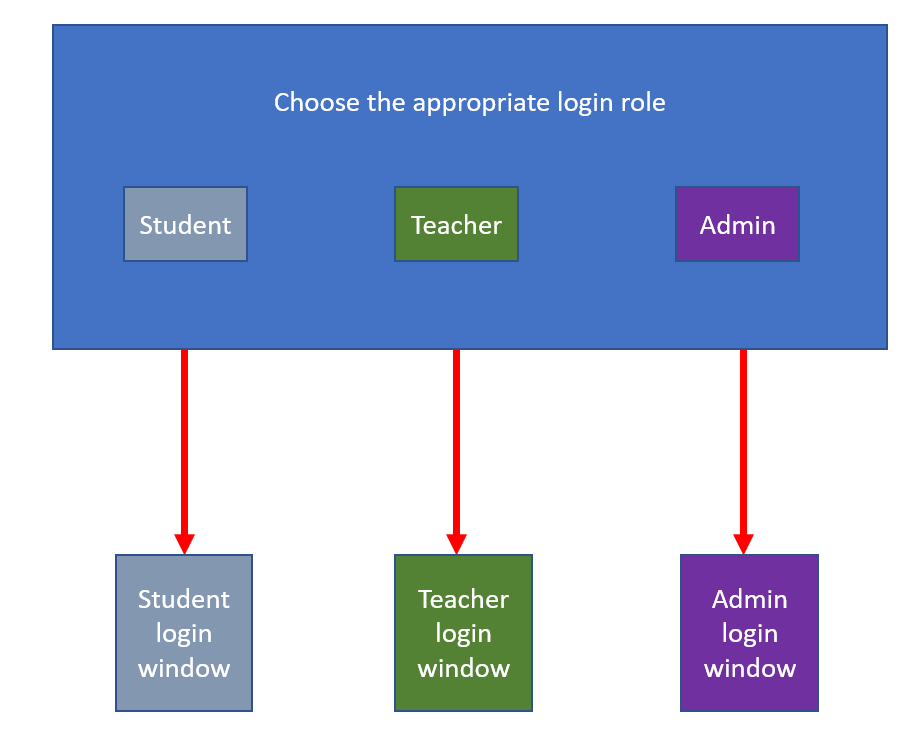 Choose the appropriate login role
Student
Teacher
Admin
Student
login
window
Teacher
login
window
Admin
login
window